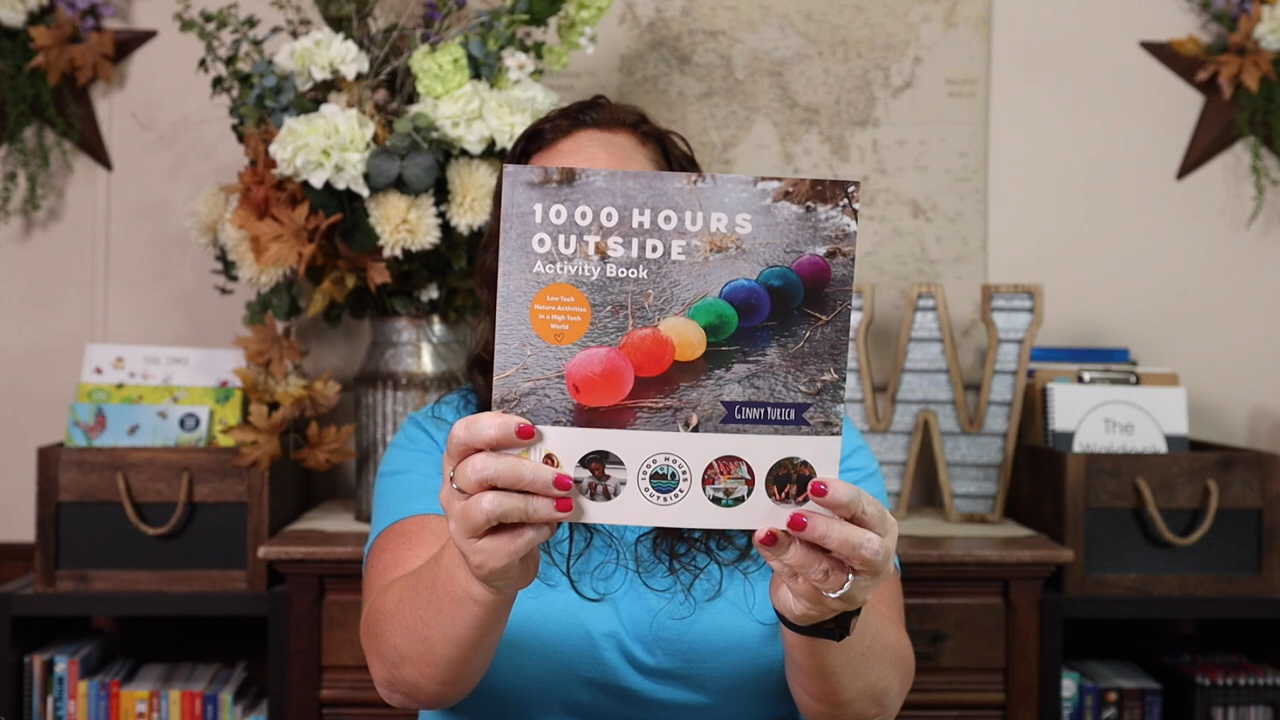 1000 HOURS
OUTSIDE
Activity Book
Low Tech
Nature Activities
in a High Tech
World
GINNY YURICH
1000 HOURS
OUTSIDE
W
The